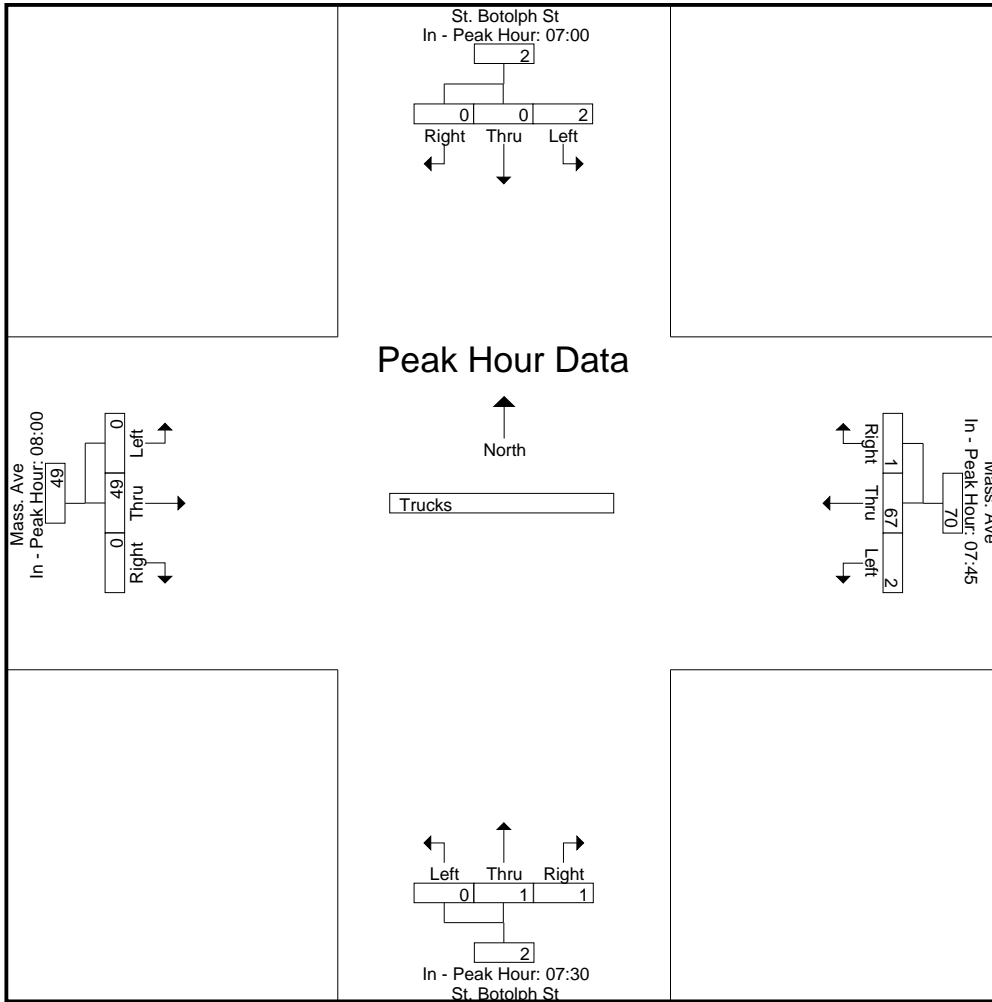 St. Botolph St
In - Peak Hour: 07:00
2
0 0 2
Right Thru Left
Peak Hour Data
North
Trucks
Mass. Ave
In - Peak Hour: 08:00
49
0 49 0
Left Thru Right
Mass. Ave
In - Peak Hour: 07:45
70
1 67 2
Right Thru Left
Left Thru Right
0 1 1
2
In - Peak Hour: 07:30
St. Botolph St